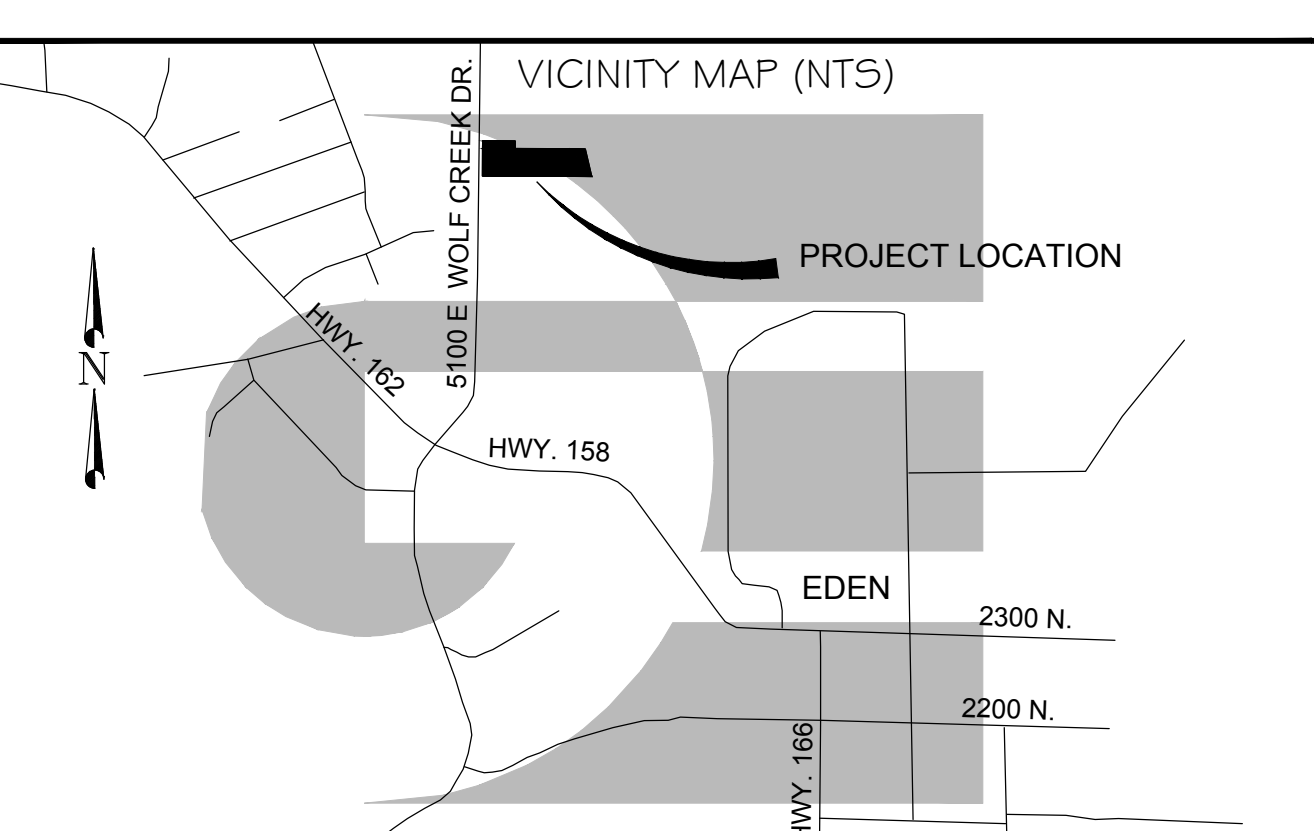 VICINITY MAP (NTS)
5100 E WOLF CREEK DR.
PROJECT LOCATION
HWY. 162
N
HWY. 158
EDEN
2300 N.
2200 N.
HWY. 166